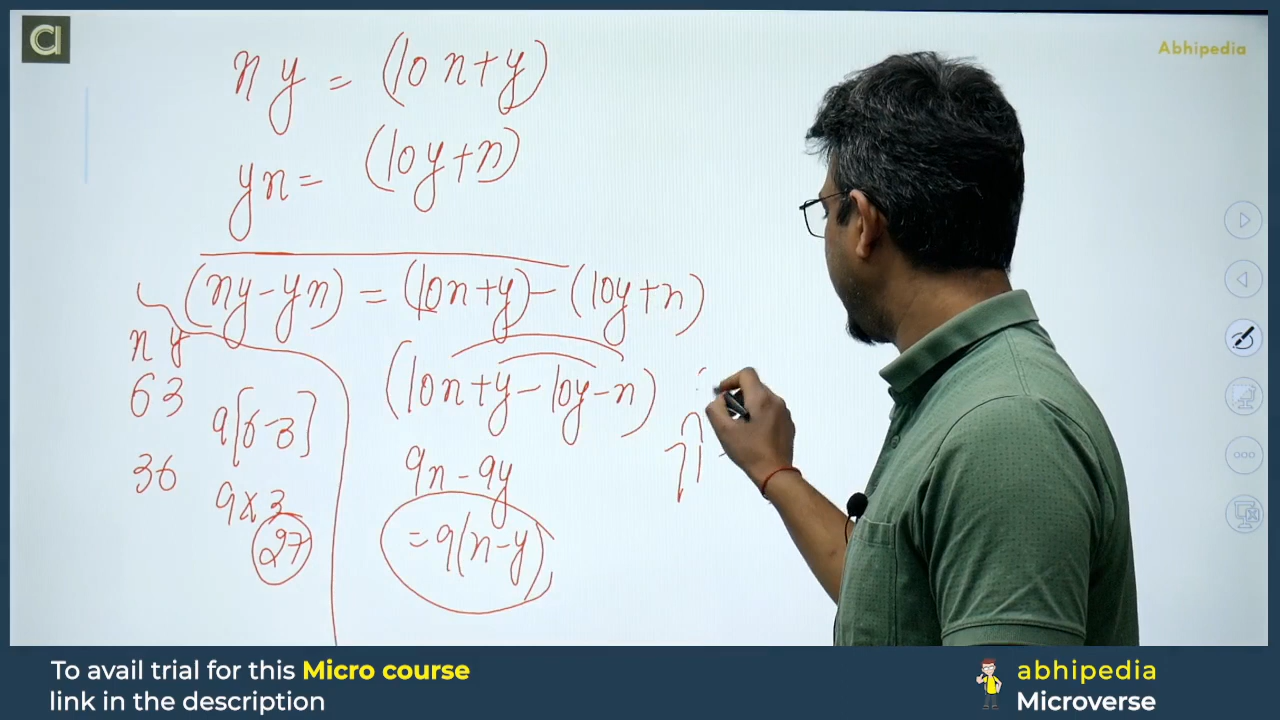 a
Abhipedia
xy = (10x+y)
yx = (10y+x)
(xy-yx) = (10x+y) - (10y+x)
x y
63
36
9[6-3]
9x3
27
(10x+y-10y-x)
9x-9y
=9(x-y)
To avail trial for this Micro course
link in the description
abhipedia
Microverse